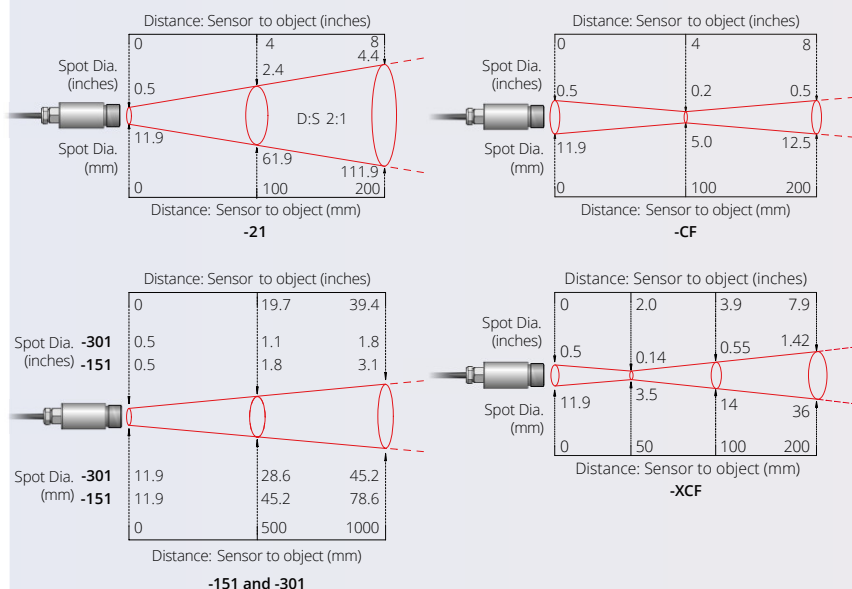 Distance: Sensor to object (inches)
0 4 8
Spot Dia.
(inches)
0.5 2.4 4.4
D:S 2:1
11.9 61.9 111.9
Spot Dia.
(mm)
0 100 200
Distance: Sensor to object (mm)
-21
Distance: Sensor to object (inches)
0 4 8
Spot Dia.
(inches)
0.5 0.2 0.5
11.9 5.0 12.5
Spot Dia.
(mm)
0 100 200
Distance: Sensor to object (mm)
-CF
Distance: Sensor to object (inches)
0 19.7 39.4
Spot Dia. -301 0.5 1.1 1.8
(inches) -151 0.5 1.8 3.1
Spot Dia. -301 11.9 28.6 45.2
(mm) -151 11.9 45.2 78.6
0 500 1000
Distance: Sensor to object (mm)
-151 and -301
Distance: Sensor to object (inches)
0 2.0 3.9 7.9
Spot Dia.
(inches)
0.5 0.14 0.55 1.42
11.9 3.5 14 36
Spot Dia.
(mm)
0 50 100 200
Distance: Sensor to object (mm)
-XCF